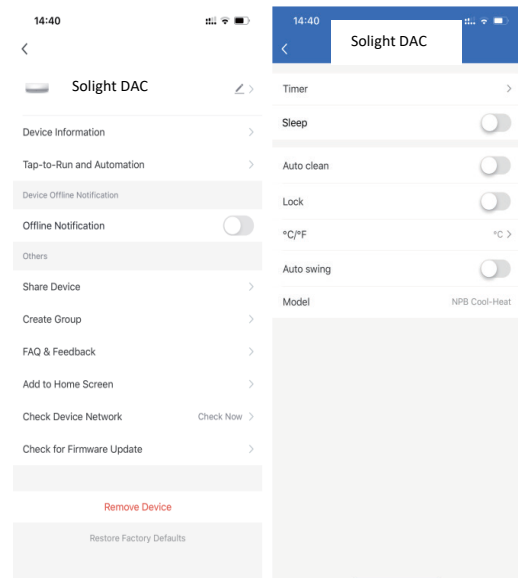 14:40
Solight DAC
Device Information
Tap-to-Run and Automation
Device Offline Notification
Offline Notification
Others
Share Device
Create Group
FAQ & Feedback
Add to Home Screen
Check Device Network Check Now
Check for Firmware Update
Remove Device
Restore Factory Defaults
14:40
Solight DAC
Timer
Sleep
Auto clean
Lock
°C/°F °C
Auto swing
Model NPB Cool-Heat